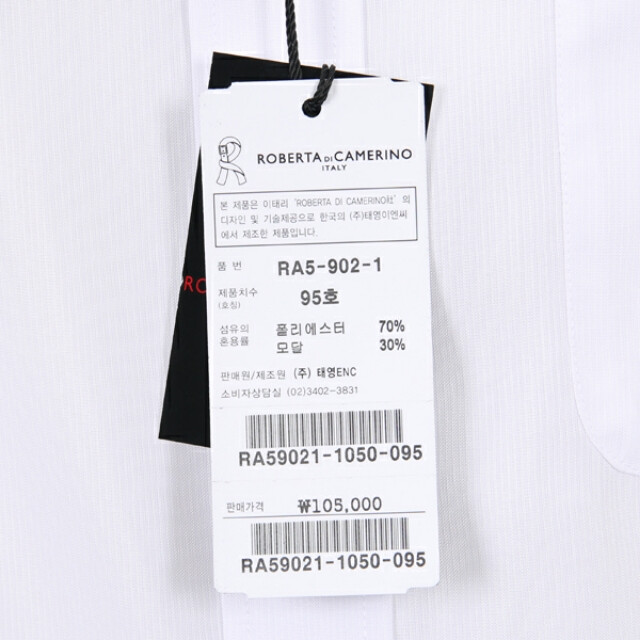 ROBERTA DI CAMERINO
ITALY
본 제품은 이태리 'ROBERTA DI CAMERINO社' 의
디자인 및 기술제공으로 한국의 (주)태영이엔씨
에서 제조한 제품입니다.
품 번 RA5-902-1
제품치수 95호
(호칭)
섬유의 폴리에스터 70%
혼용률 모달 30%
판매원/제조원 (주) 태영ENC
소비자상담실 (02)3402-3831
RA59021-1050-095
판매가격 ₩105,000
RA59021-1050-095
RO